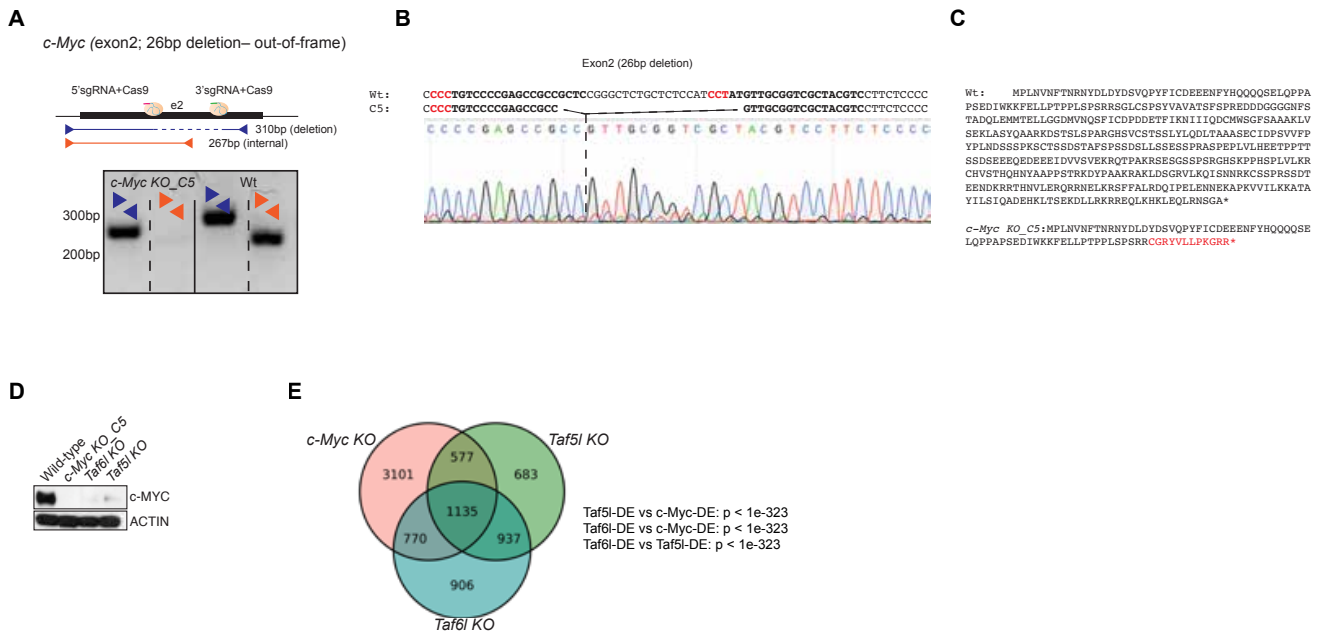 A
c-Myc (exon2; 26bp deletion– out-of-frame)
5'sgRNA+Cas9
e2
3'sgRNA+Cas9
310bp (deletion)
267bp (internal)
c-Myc KO_C5
Wt
300bp
200bp
B
Exon2 (26bp deletion)
Wt: CCCCTGTCCCCGAGCCGCCGCTCCGGGCTCTGCTCTCCATCCTATGTTGCGGTCGCTACGTCCTTCTCCCC
C5: CCCCTGTCCCCGAGCCGCC GTTGCGGTCGCTACGTCCTTCTCCCC
CCCCGAGCCGCCGTTGCGGTCGCTACGTCCTTCTCCCC
C
Wt: MPLNVNFTNRNYDLDYDSVQPYFICDEEENFYHQQQQSELQPPA
PSEDIWKKFELLPTPPLSPSRRSGLCSPSYVAVATSFSPREDDDGGGGNFS
TADQLEMMTELLGGDMVNQSFICDPDDETFIKNIIIQDCMWSGFSAAAKLV
SEKLASYQAARKDSTSLSPARGHSVCSTSSLYLQDLTAAASECIDPSVVFP
YPLNDSSSPKSCTSSDSTAFSPSSDSLLSSESSPRASPEPLVLHEETPPTT
SSDSEEEQEDEEEIDVVSVEKRQTPAKRSESGSSPSRGHSKPPHSPLVLKR
CHVSTHQHNYAAPPSTRKDYPAAKRAKLDSGRVLKQISNNRKCSSPRSSDT
EENDKRRTHNVLERQRRNELKRSFFALRDQIPELENNEKAPKVVILKKATA
YILSIQADEHKLTSEKDLLRKRREQLKHKLEQLRNSGA*
c-Myc KO_C5:MPLNVNFTNRNYDLDYDSVQPYFICDEEENFYHQQQQSE
LQPPAPSEDIWKKFELLPTPPLSPSRRCGRYVLLPKGRR*
D
Wild-type
c-Myc KO_C5
Taf6l KO
Taf5l KO
c-MYC
ACTIN
E
c-Myc KO
Taf5l KO
3101
577
683
1135
770
937
906
Taf6l KO
Taf5l-DE vs c-Myc-DE: p < 1e-323
Taf6l-DE vs c-Myc-DE: p < 1e-323
Taf6l-DE vs Taf5l-DE: p < 1e-323